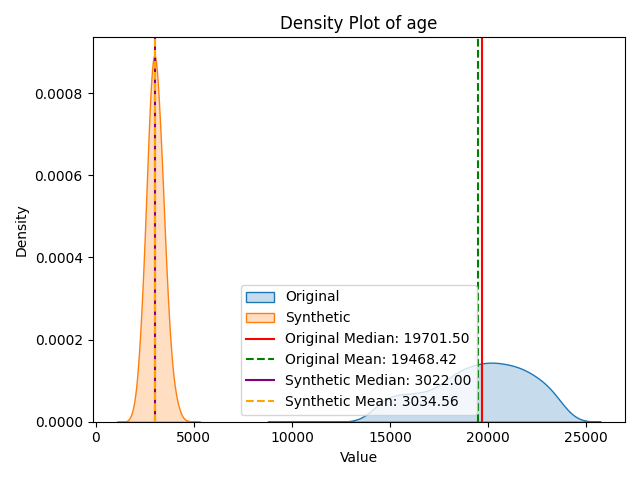 Density Plot of age
Density
0.0008
0.0006
0.0004
0.0002
0.0000
Original
Synthetic
Original Median: 19701.50
Original Mean: 19468.42
Synthetic Median: 3022.00
Synthetic Mean: 3034.56
0 5000 10000 15000 20000 25000
Value